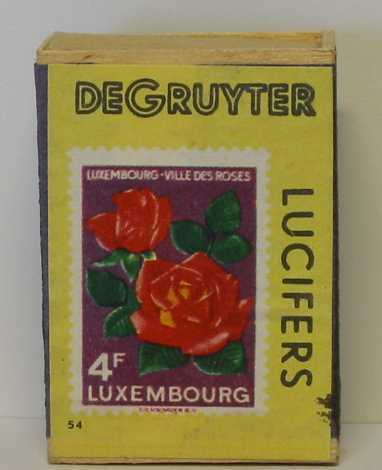 DEGRUYTER
LUCIFERS
LUXEMBOURG-VILLE DES ROSES
4F
LUXEMBOURG
54